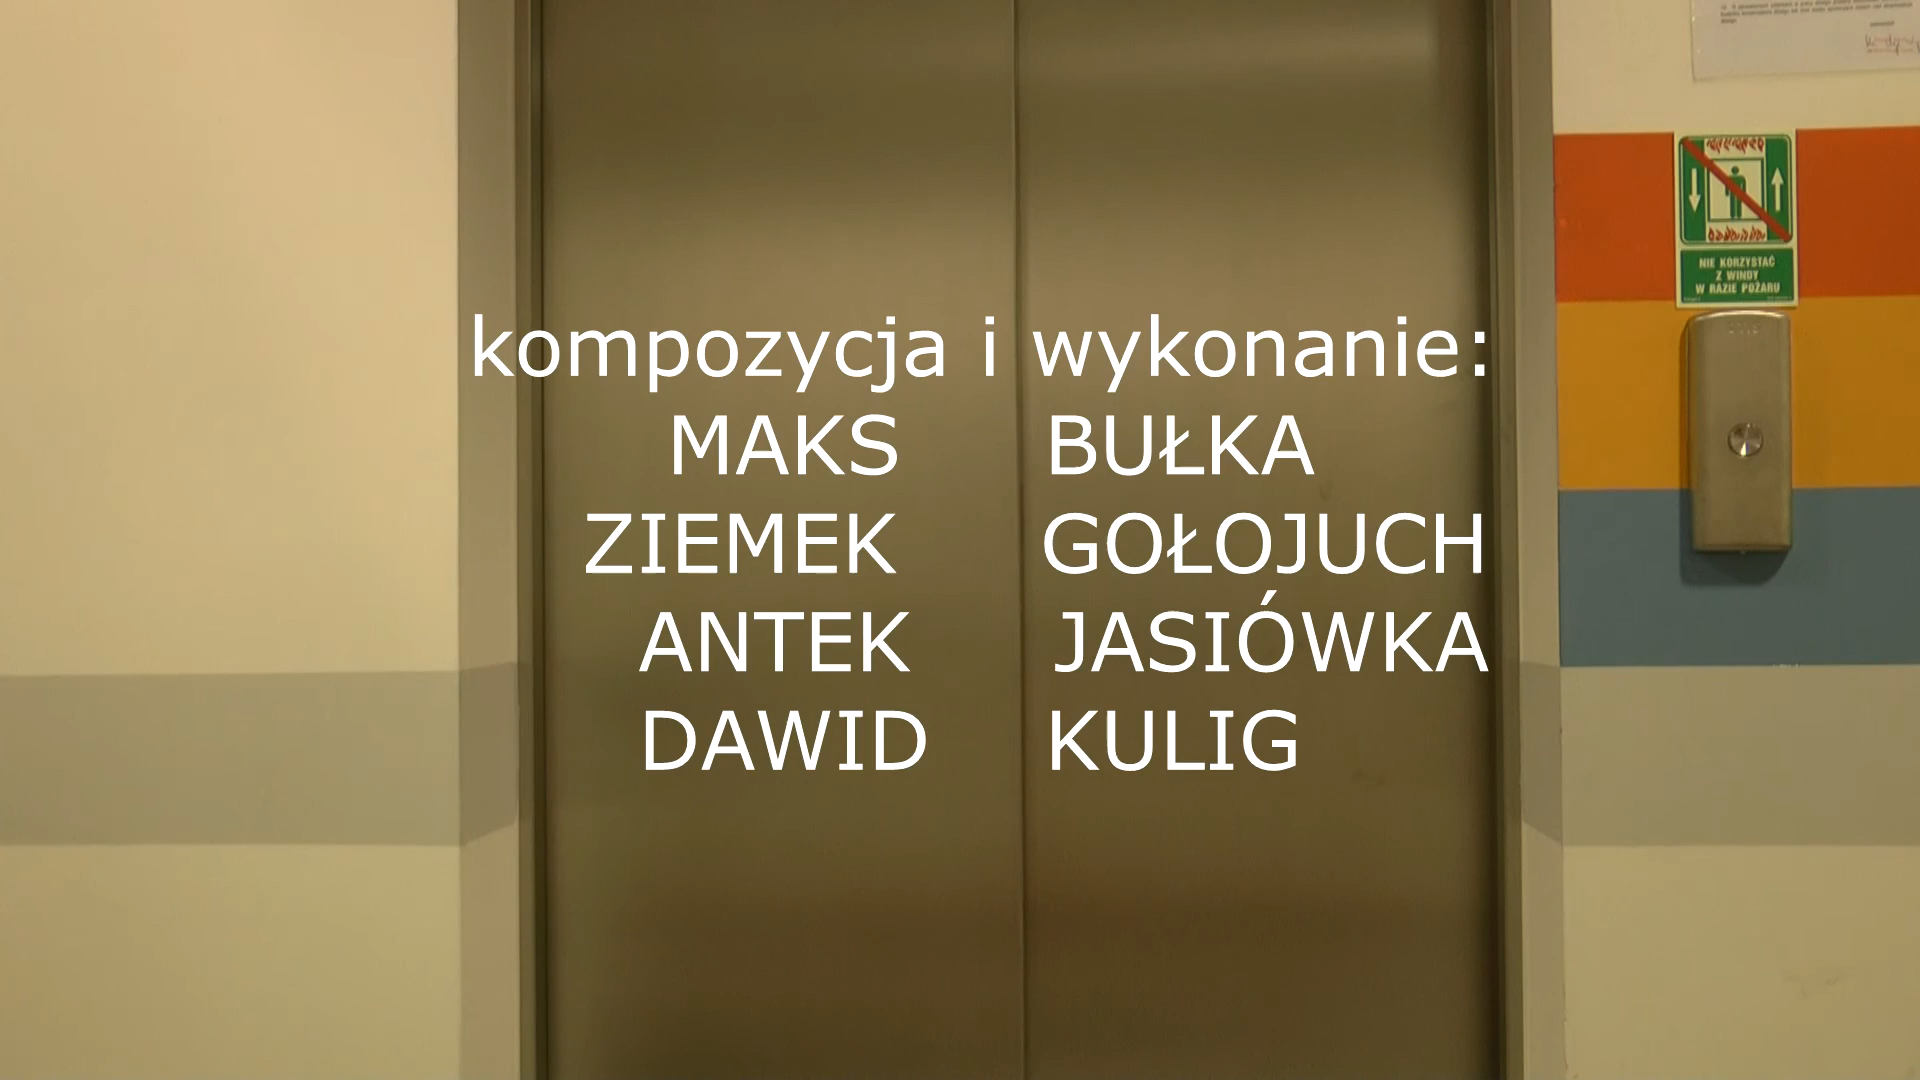 kompozycja i wykonanie:
MAKS BUŁKA
ZIEMEK GOŁOJUCH
ANTEK JASIÓWKA
DAWID KULIG
NIE KORZYSTAĆ
Z WINDY
W RAZIE POŻARU